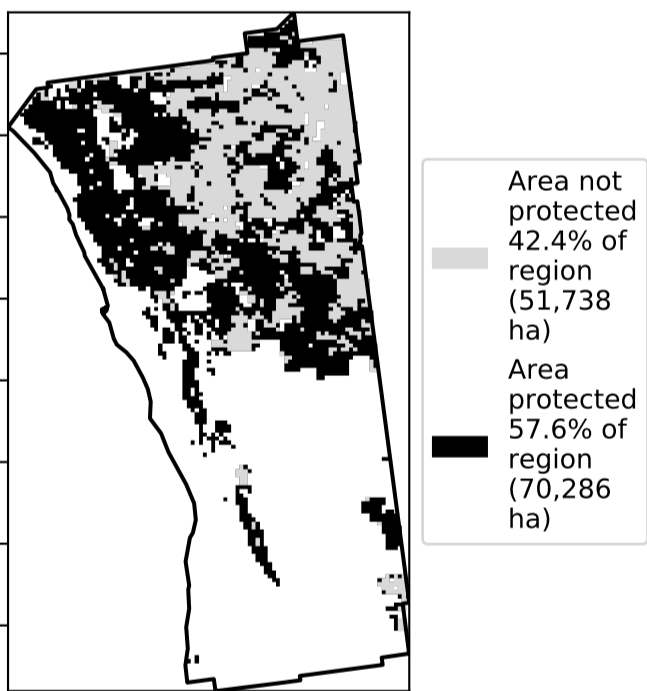 Area not
protected
42.4% of
region
(51,738
ha)
Area
protected
57.6% of
region
(70,286
ha)